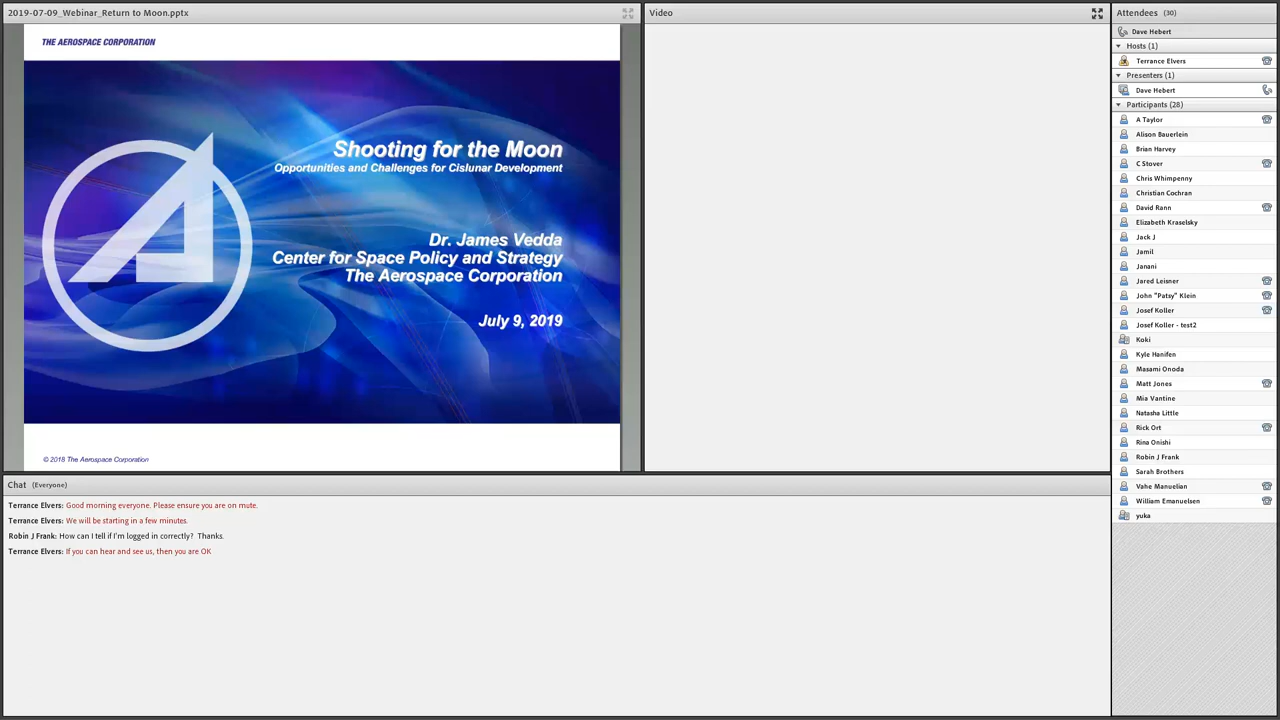 2019-07-09_Webinar_Return to Moon.pptx
THE AEROSPACE CORPORATION
Shooting for the Moon
Opportunities and Challenges for Cislunar Development
Dr. James Vedda
Center for Space Policy and Strategy
The Aerospace Corporation
July 9, 2019
© 2018 The Aerospace Corporation
Video
Chat (Everyone)
Terrance Elvers: Good morning everyone. Please ensure you are on mute.
Terrance Elvers: We will be starting in a few minutes.
Robin J Frank: How can I tell if I'm logged in correctly? Thanks.
Terrance Elvers: If you can hear and see us, then you are OK
Attendees (30)
Dave Hebert
Hosts (1)
Terrance Elvers
Presenters (1)
Dave Hebert
Participants (28)
A Taylor
Alison Bauerlein
Brian Harvey
C Stover
Chris Whimpenny
Christian Cochran
David Rann
Elizabeth Kraselsky
Jack J
Jamil
Janani
Jared Leisner
John "Patsy" Klein
Josef Koller
Josef Koller - test2
Koki
Kyle Hanifen
Masami Onoda
Matt Jones
Mia Vantine
Natasha Little
Rick Ort
Rina Onishi
Robin J Frank
Sarah Brothers
Vahe Manuelian
William Emanuelsen
yuka